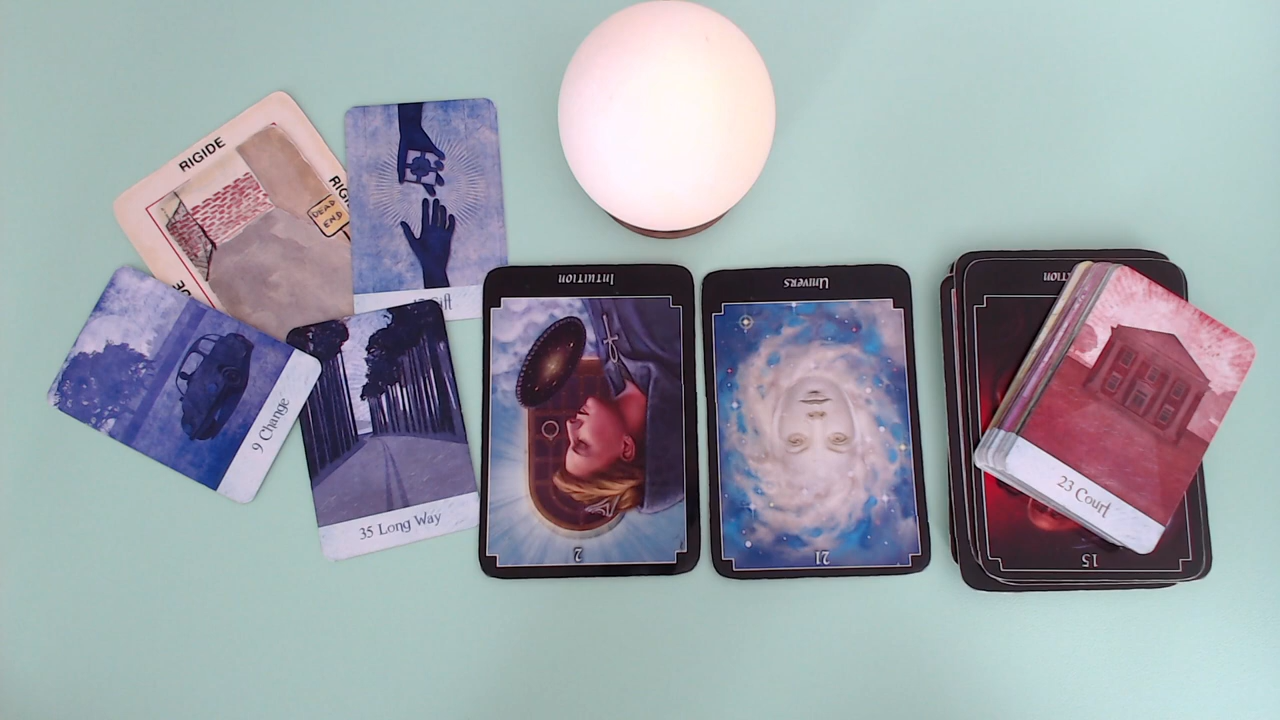 RIGIDE
DEAD
END
9 Change
35 Long Way
Intuition
2
Univers
21
15
23 Court